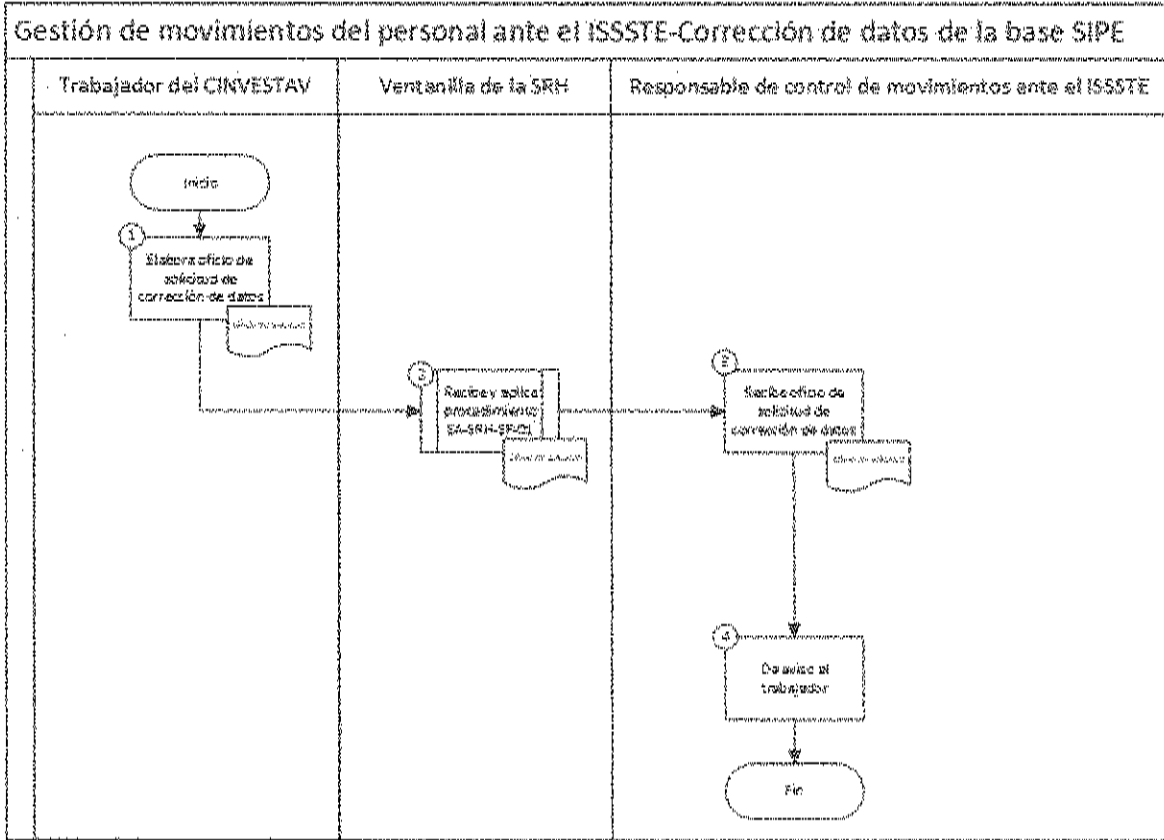 Gestión de movimientos del personal ante el ISSSTE-Corrección de datos de la base SIPE
Trabajador del CINVESTAV
Ventanilla de la SRH
Responsable de control de movimientos ante el ISSSTE
Inicio
1
Elabora oficio de
solicitud de
corrección de datos
2
Recibe y aplica
procedimiento
3
Recibe oficio de
solicitud de
corrección de datos
4
Da aviso al
trabajador
Fin